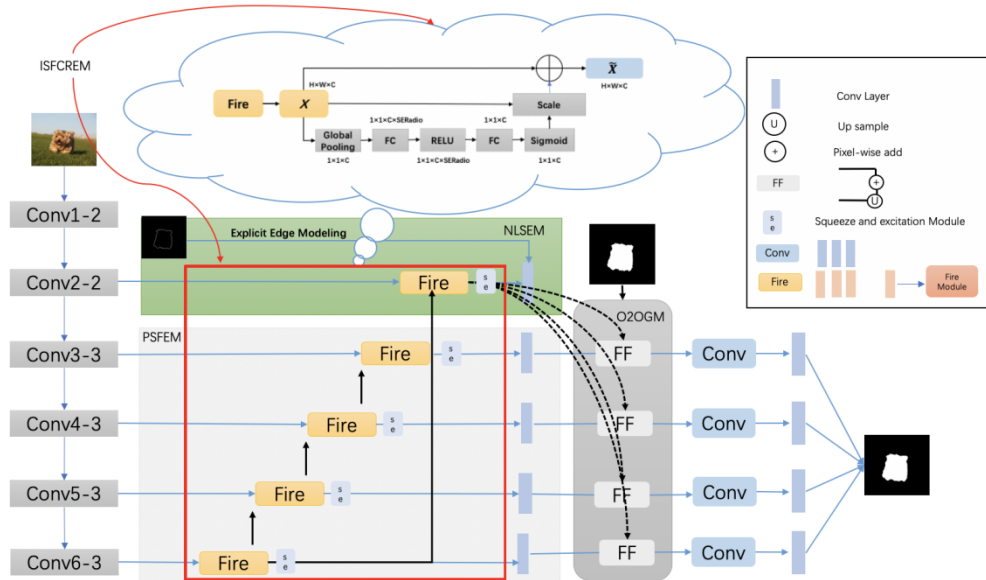 ISFCREM
H×W×C
X̃
H×W×C
Fire
X
Scale
1×1×C×SERadio
1×1×C
Global
Pooling
FC
RELU
FC
Sigmoid
1×1×C
1×1×C×SERadio
1×1×C
Conv Layer
U
Up sample
+
Pixel-wise add
FF
+
U
s
e
Squeeze and excitation Module
Conv
Fire
Fire
Module
Conv1-2
Explicit Edge Modeling
NLSEM
Conv2-2
Fire
s
e
O2OGM
PSFEM
Conv3-3
Fire
s
e
FF
Conv
Conv4-3
Fire
s
e
FF
Conv
Conv5-3
Fire
s
e
FF
Conv
Conv6-3
Fire
s
e
FF
Conv